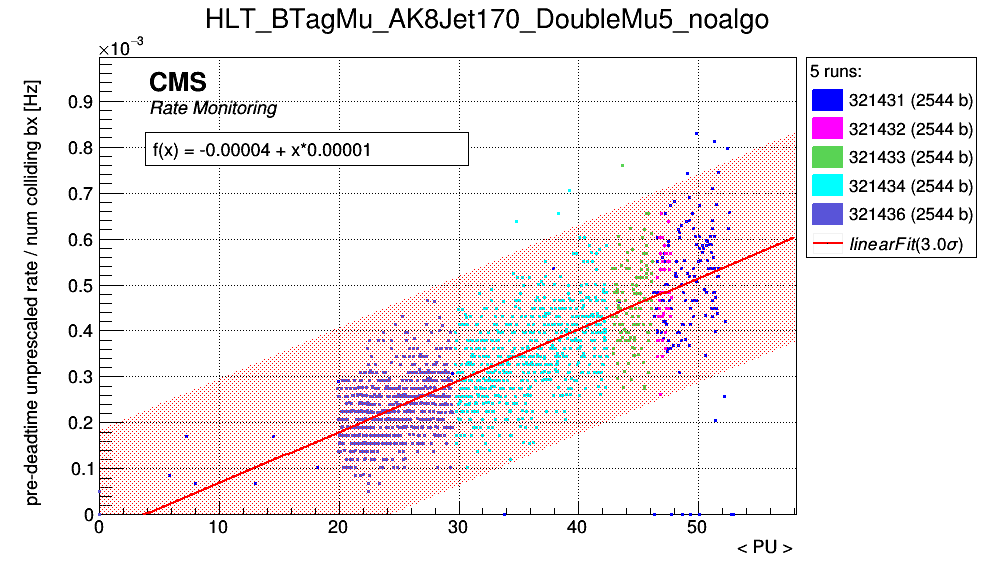 HLT_BTagMu_AK8Jet170_DoubleMu5_noalgo
×10⁻³
CMS
Rate Monitoring
f(x) = -0.00004 + x*0.00001
pre-deadtime unprescaled rate / num colliding bx [Hz]
0.9
0.8
0.7
0.6
0.5
0.4
0.3
0.2
0.1
0
0 10 20 30 40 50
< PU >
5 runs:
321431 (2544 b)
321432 (2544 b)
321433 (2544 b)
321434 (2544 b)
321436 (2544 b)
linearFit(3.0σ)